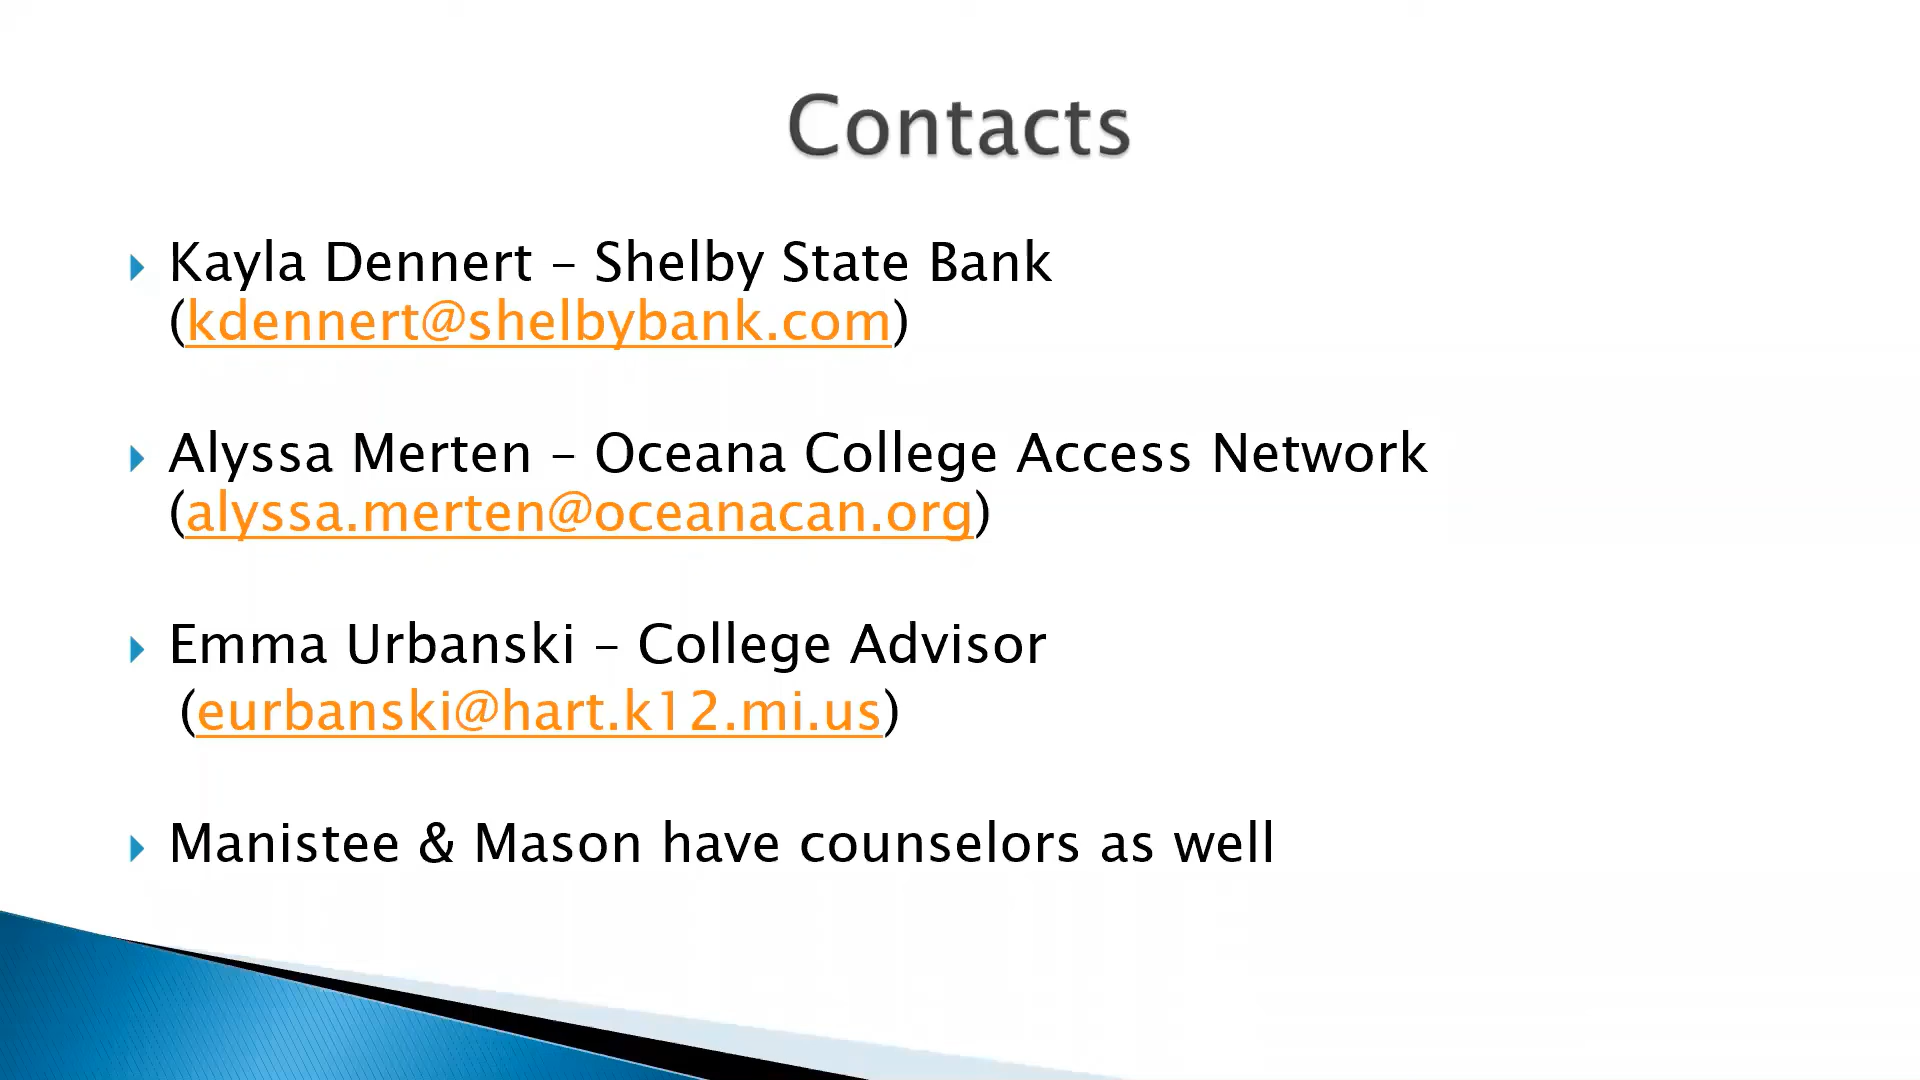 Contacts
Kayla Dennert – Shelby State Bank
(kdennert@shelbybank.com)
Alyssa Merten – Oceana College Access Network
(alyssa.merten@oceanacan.org)
Emma Urbanski – College Advisor
(eurbanski@hart.k12.mi.us)
Manistee & Mason have counselors as well